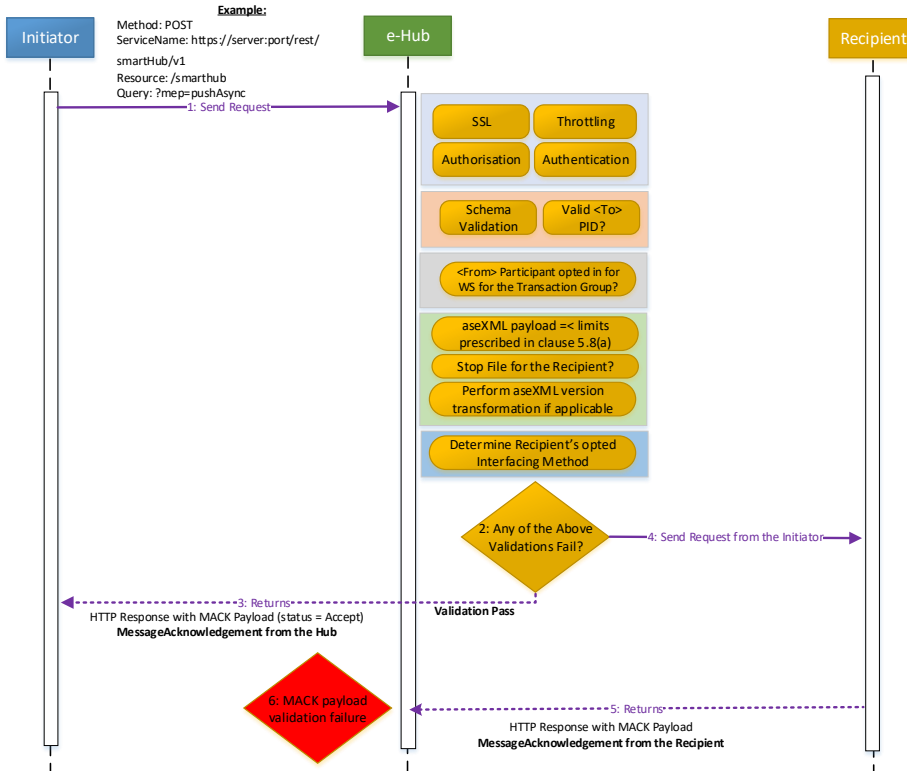 Example:
Initiator
Method: POST
ServiceName: https://server:port/rest/
smartHub/v1
Resource: /smarthub
Query: ?mep=pushAsync
e-Hub
Recipient
1: Send Request
SSL
Throttling
Authorisation
Authentication
Schema
Validation
Valid <To>
PID?
<From> Participant opted in for
WS for the Transaction Group?
aseXML payload =< limits
prescribed in clause 5.8(a)
Stop File for the Recipient?
Perform aseXML version
transformation if applicable
Determine Recipient's opted
Interfacing Method
2: Any of the Above
Validations Fail?
4: Send Request from the Initiator
3: Returns
Validation Pass
HTTP Response with MACK Payload (status = Accept)
MessageAcknowledgement from the Hub
6: MACK payload
validation failure
5: Returns
HTTP Response with MACK Payload
MessageAcknowledgement from the Recipient